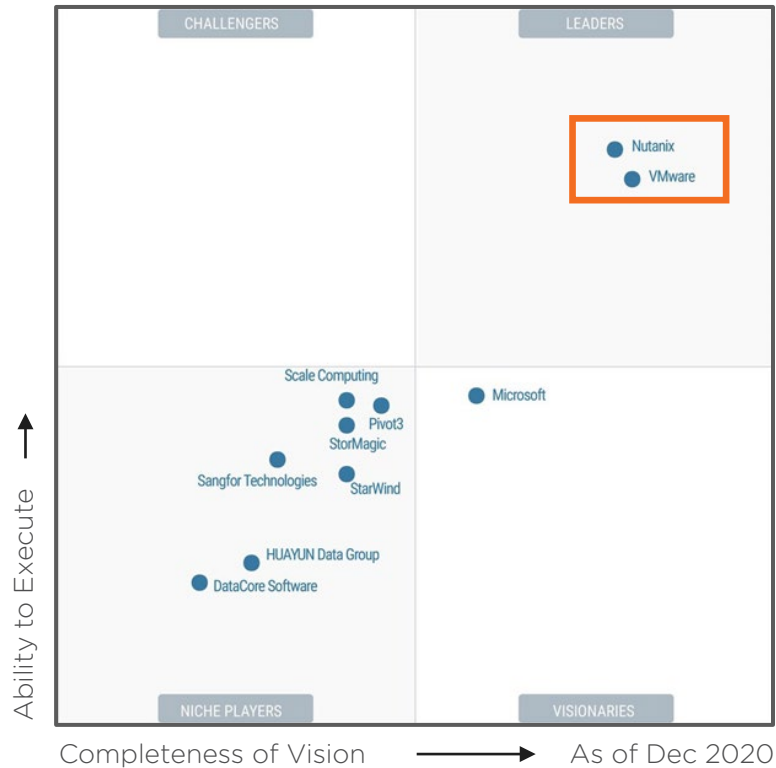 CHALLENGERS
LEADERS
Nutanix
VMware
Scale Computing
Pivot3
StorMagic
Microsoft
Sangfor Technologies
StarWind
HUAYUN Data Group
DataCore Software
NICHE PLAYERS
VISIONARIES
Ability to Execute
Completeness of Vision
As of Dec 2020